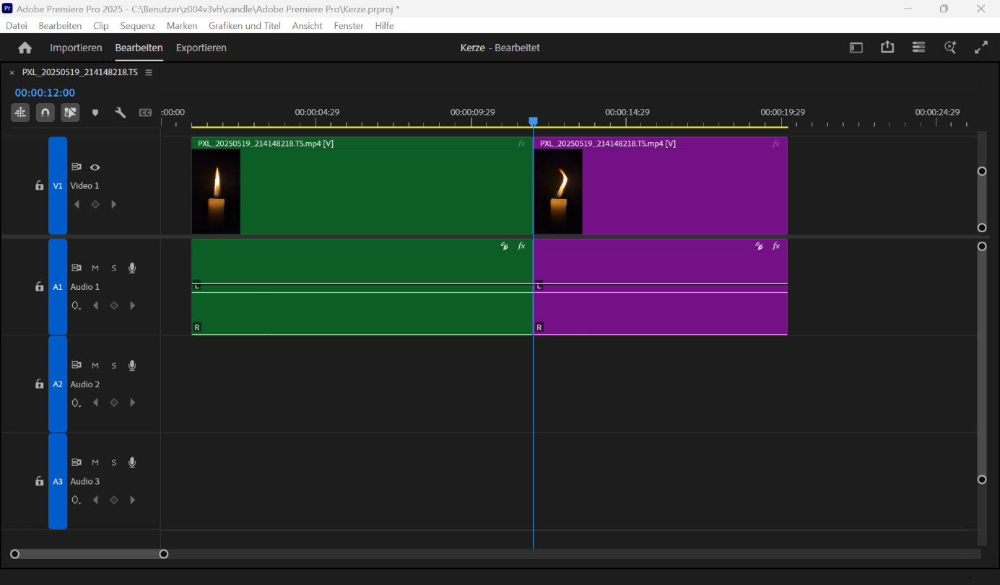 Pr Adobe Premiere Pro 2025 - C:\Benutzer\z004v3vh\candle\Adobe Premiere Pro\Kerze.prproj *
Datei Bearbeiten Clip Sequenz Marken Grafiken und Titel Ansicht Fenster Hilfe
Importieren Bearbeiten Exportieren Kerze - Bearbeitet
× PXL_20250519_214148218.TS
00:00:12:00
CC :00:00 00:00:04:29 00:00:09:29 00:00:14:29 00:00:19:29 00:00:24:29
PXL_20250519_214148218.TS.mp4 [V] fx PXL_20250519_214148218.TS.mp4 [V] fx
V1 Video 1
fx fx
M S
A1 Audio 1
L L
R R
M S
A2 Audio 2
M S
A3 Audio 3